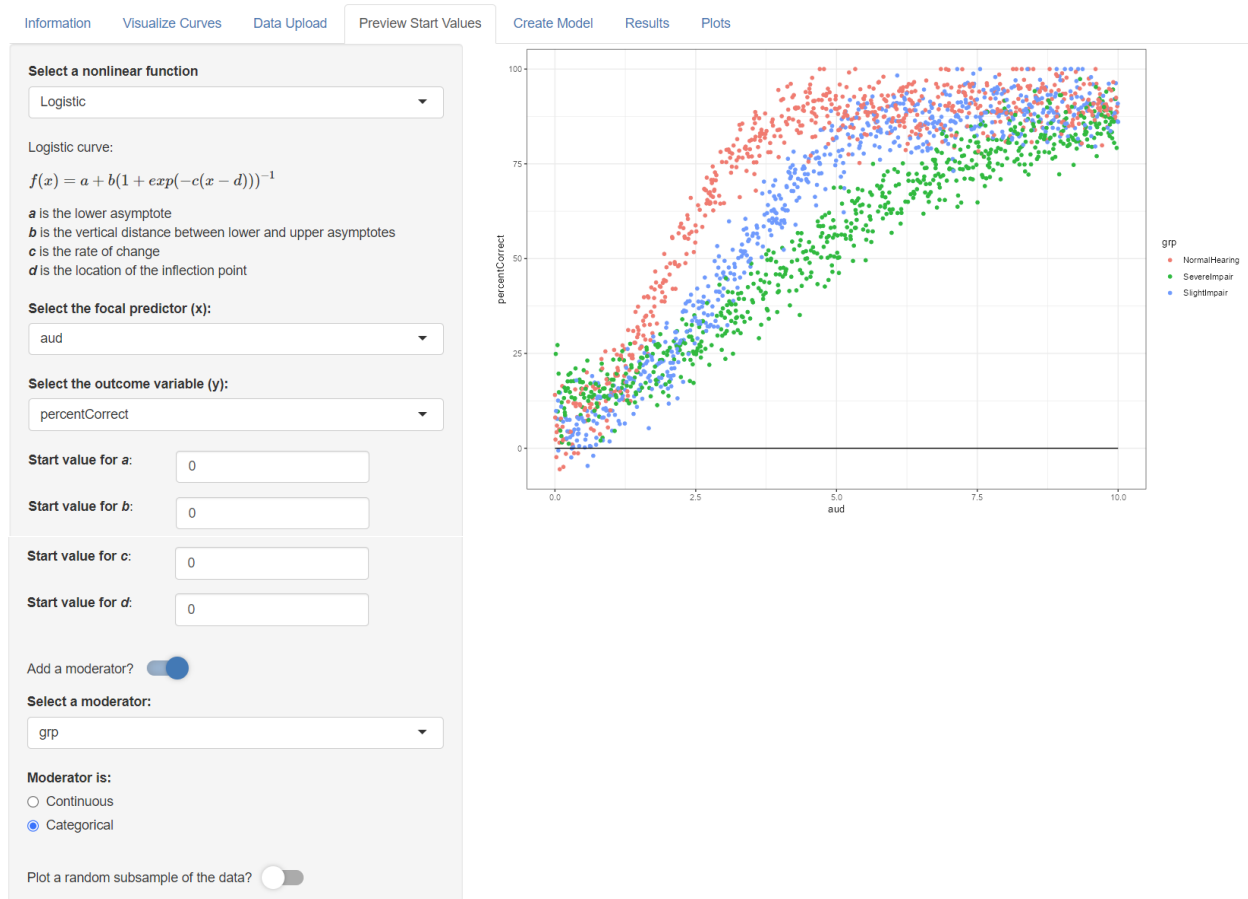 Information Visualize Curves Data Upload Preview Start Values Create Model Results Plots
Select a nonlinear function
Logistic
Logistic curve:
f(x) = a + b(1 + exp(−c(x − d)))⁻¹
a is the lower asymptote
b is the vertical distance between lower and upper asymptotes
c is the rate of change
d is the location of the inflection point
Select the focal predictor (x):
aud
Select the outcome variable (y):
percentCorrect
Start value for a: 0
Start value for b: 0
Start value for c: 0
Start value for d: 0
Add a moderator?
Select a moderator:
grp
Moderator is:
Continuous
Categorical
Plot a random subsample of the data?
percentCorrect
100
75
50
25
0
0.0 2.5 5.0 7.5 10.0
aud
grp
NormalHearing
SevereImpair
SlightImpair